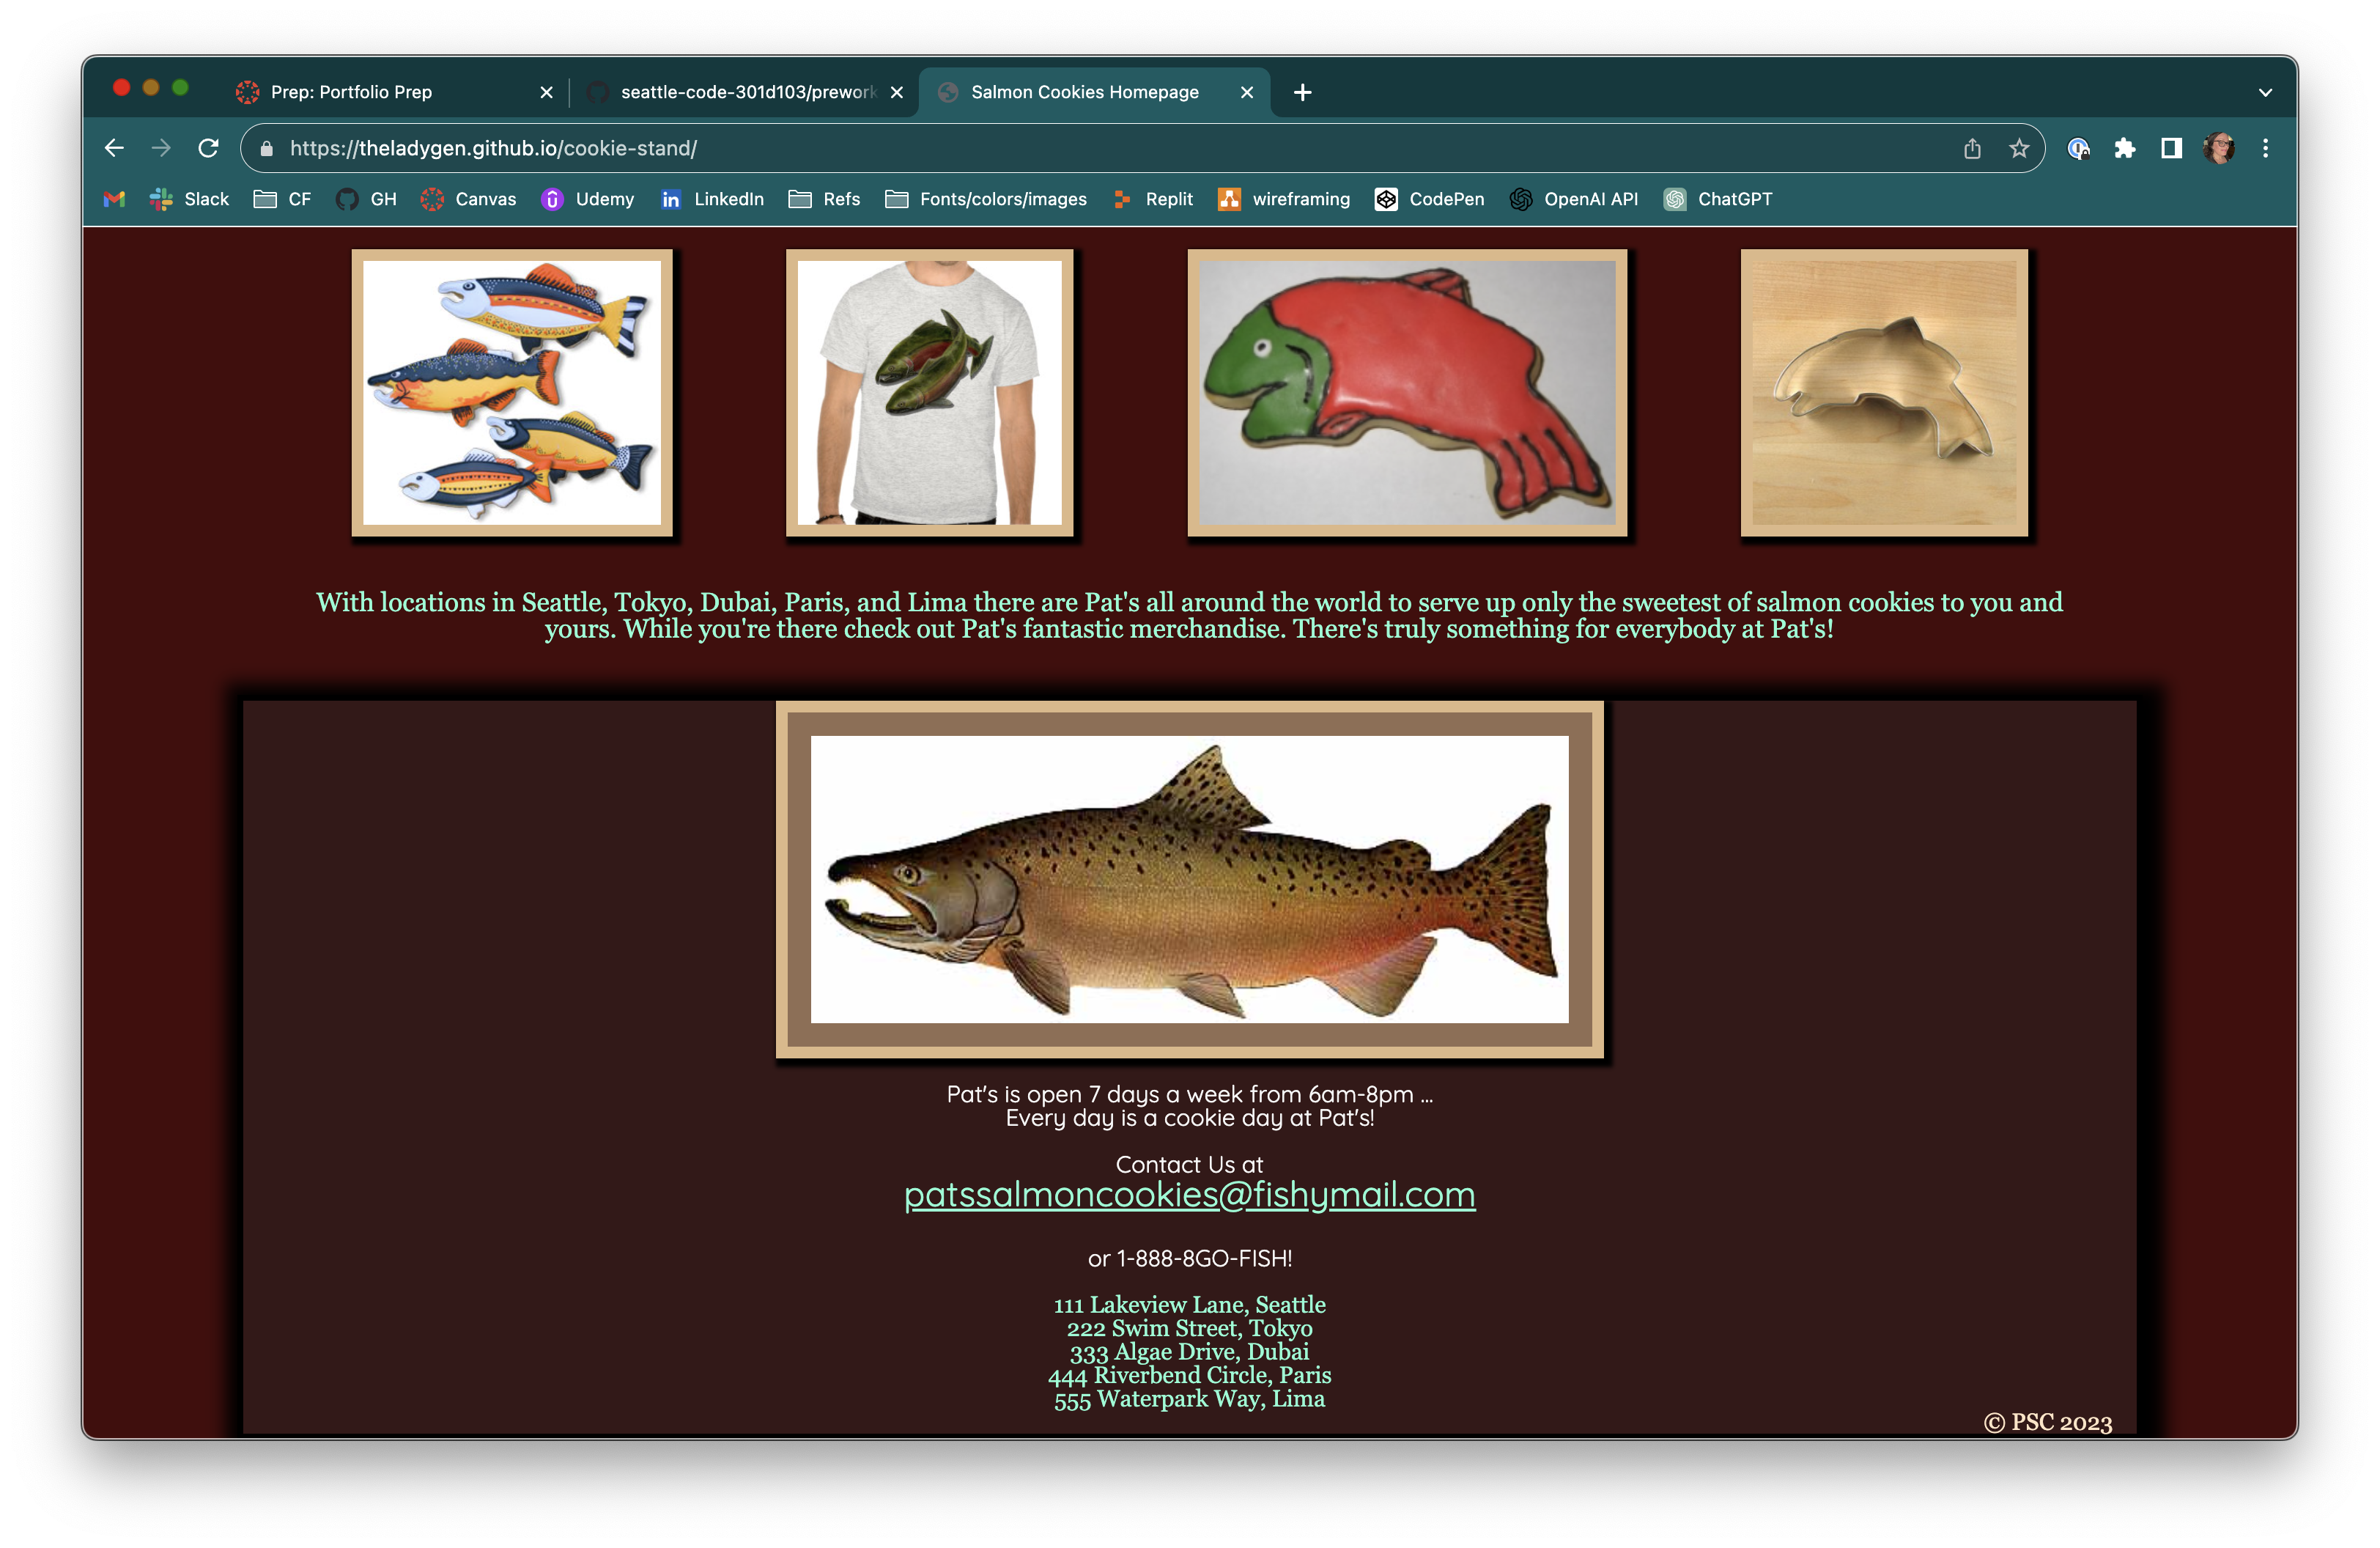 Prep: Portfolio Prep
seattle-code-301d103/prework
Salmon Cookies Homepage
https://theladygen.github.io/cookie-stand/
Slack
CF
GH
Canvas
Udemy
LinkedIn
Refs
Fonts/colors/images
Replit
wireframing
CodePen
OpenAI API
ChatGPT
With locations in Seattle, Tokyo, Dubai, Paris, and Lima there are Pat's all around the world to serve up only the sweetest of salmon cookies to you and
yours. While you're there check out Pat's fantastic merchandise. There's truly something for everybody at Pat's!
Pat's is open 7 days a week from 6am-8pm ...
Every day is a cookie day at Pat's!
Contact Us at
patssalmoncookies@fishymail.com
or 1-888-8GO-FISH!
111 Lakeview Lane, Seattle
222 Swim Street, Tokyo
333 Algae Drive, Dubai
444 Riverbend Circle, Paris
555 Waterpark Way, Lima
© PSC 2023